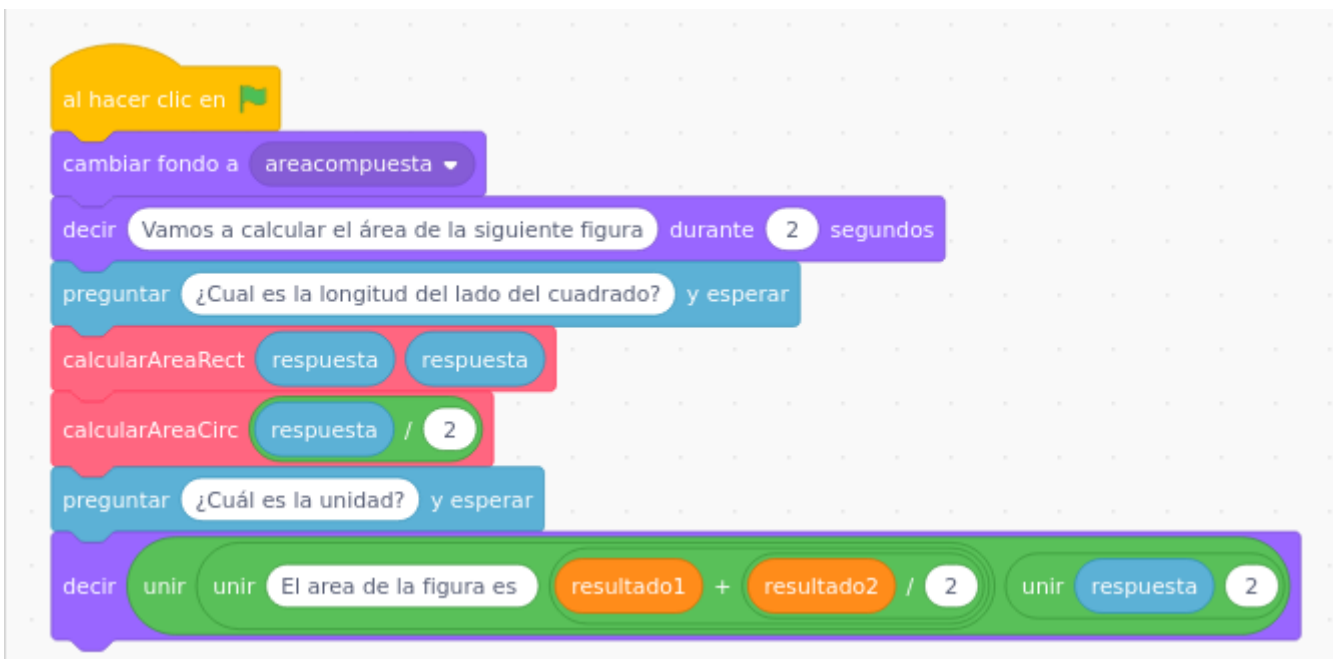 al hacer clic en
cambiar fondo a areacompuesta
decir Vamos a calcular el área de la siguiente figura durante 2 segundos
preguntar ¿Cual es la longitud del lado del cuadrado? y esperar
calcularAreaRect respuesta respuesta
calcularAreaCirc respuesta / 2
preguntar ¿Cuál es la unidad? y esperar
decir unir unir El area de la figura es resultado1 + resultado2 / 2 unir respuesta 2